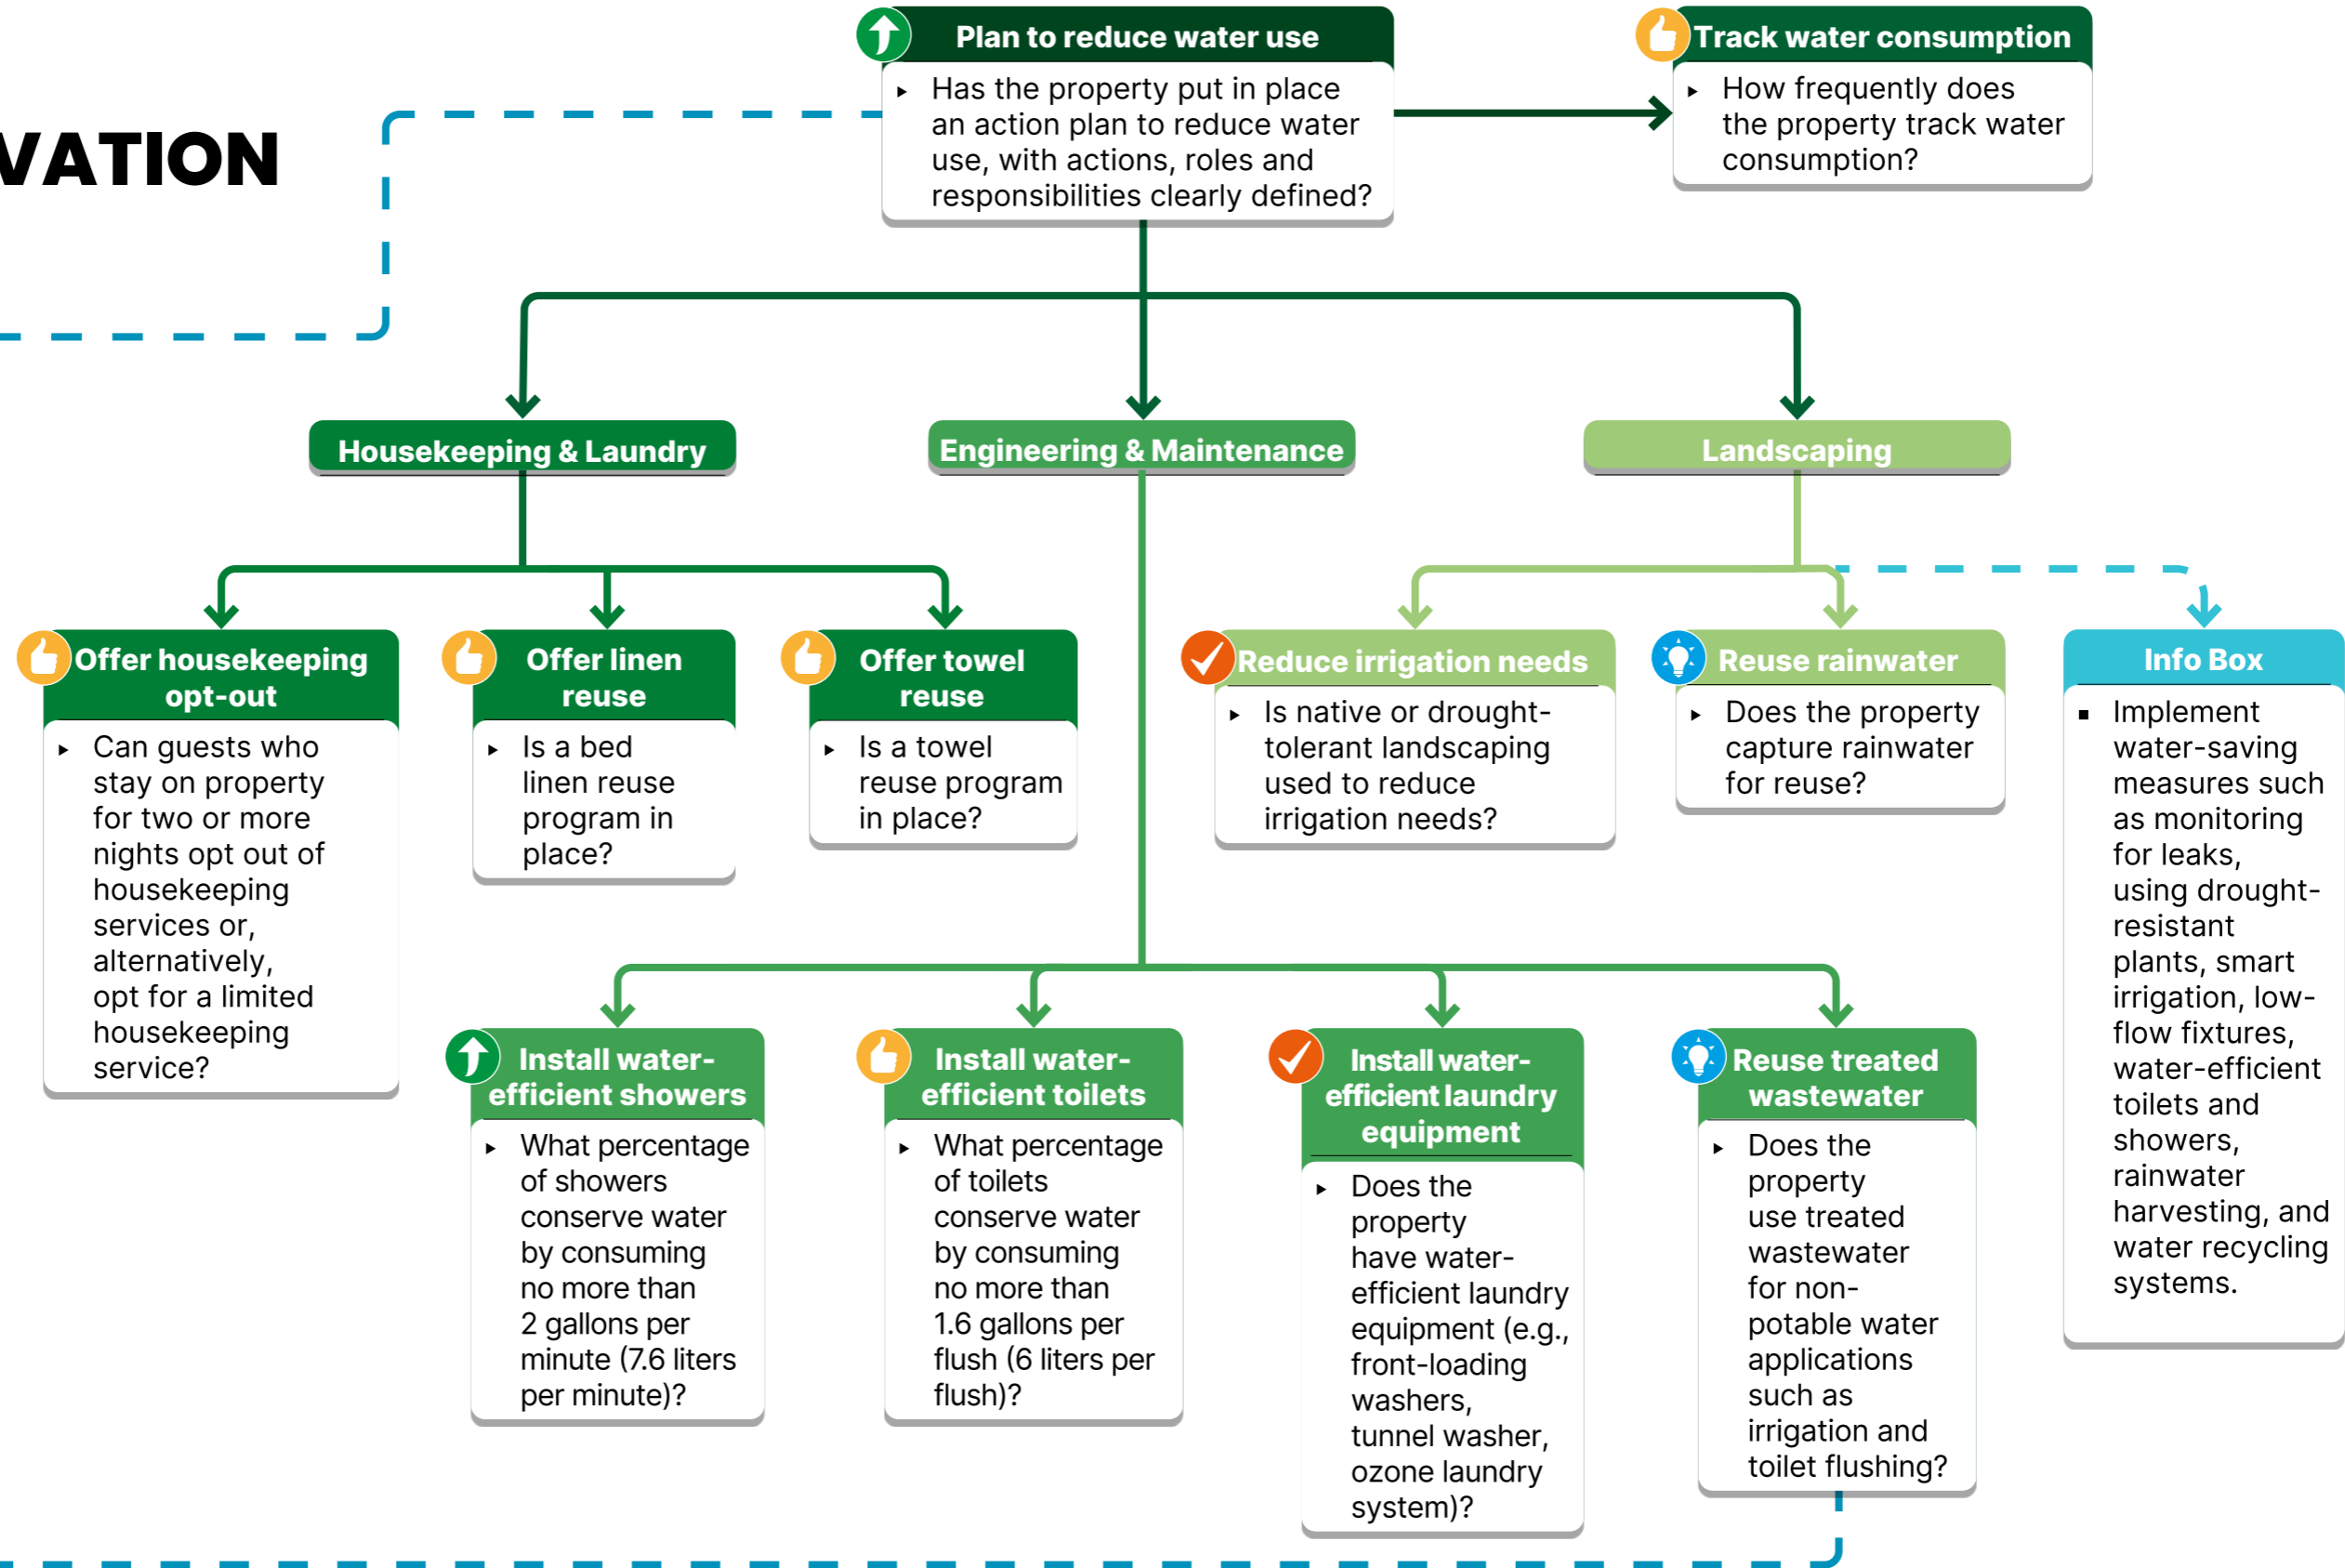 VATION
Plan to reduce water use
▸ Has the property put in place
an action plan to reduce water
use, with actions, roles and
responsibilities clearly defined?
Track water consumption
▸ How frequently does
the property track water
consumption?
Housekeeping & Laundry
Engineering & Maintenance
Landscaping
Offer housekeeping
opt-out
▸ Can guests who
stay on property
for two or more
nights opt out of
housekeeping
services or,
alternatively,
opt for a limited
housekeeping
service?
Offer linen
reuse
▸ Is a bed
linen reuse
program in
place?
Offer towel
reuse
▸ Is a towel
reuse program
in place?
Reduce irrigation needs
▸ Is native or drought-
tolerant landscaping
used to reduce
irrigation needs?
Reuse rainwater
▸ Does the property
capture rainwater
for reuse?
Info Box
▪ Implement
water-saving
measures such
as monitoring
for leaks,
using drought-
resistant
plants, smart
irrigation, low-
flow fixtures,
water-efficient
toilets and
showers,
rainwater
harvesting, and
water recycling
systems.
Install water-
efficient showers
▸ What percentage
of showers
conserve water
by consuming
no more than
2 gallons per
minute (7.6 liters
per minute)?
Install water-
efficient toilets
▸ What percentage
of toilets
conserve water
by consuming
no more than
1.6 gallons per
flush (6 liters per
flush)?
Install water-
efficient laundry
equipment
▸ Does the
property
have water-
efficient laundry
equipment (e.g.,
front-loading
washers,
tunnel washer,
ozone laundry
system)?
Reuse treated
wastewater
▸ Does the
property
use treated
wastewater
for non-
potable water
applications
such as
irrigation and
toilet flushing?